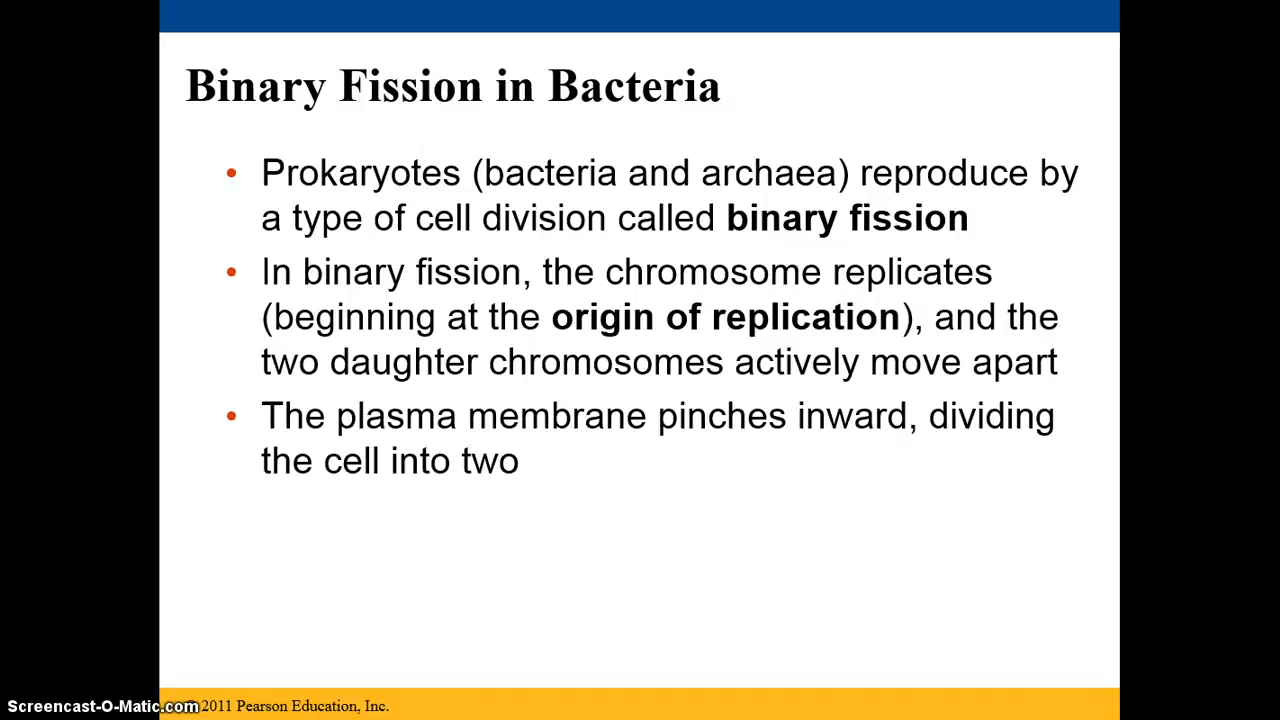 Binary Fission in Bacteria
• Prokaryotes (bacteria and archaea) reproduce by
a type of cell division called binary fission
• In binary fission, the chromosome replicates
(beginning at the origin of replication), and the
two daughter chromosomes actively move apart
• The plasma membrane pinches inward, dividing
the cell into two
Screencast-O-Matic.com
© 2011 Pearson Education, Inc.